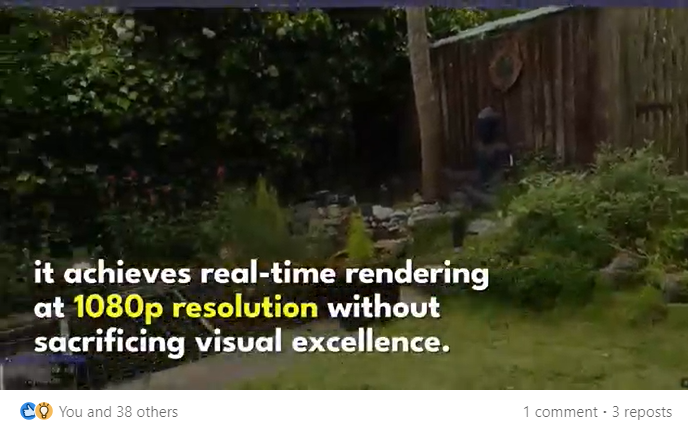 it achieves real-time rendering
at 1080p resolution without
sacrificing visual excellence.
You and 38 others
1 comment • 3 reposts